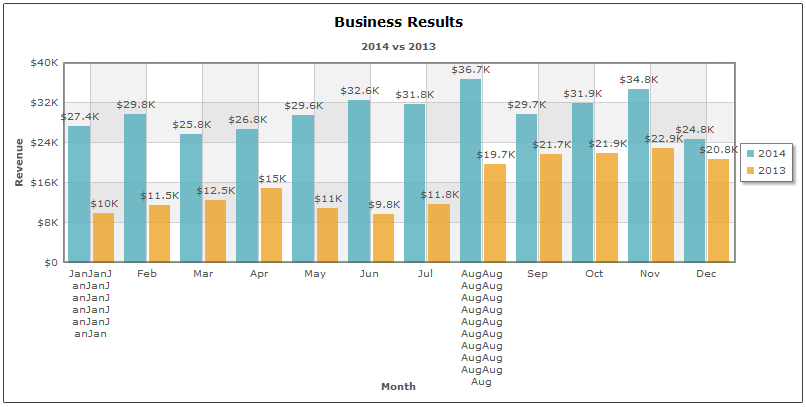 Business Results
2014 vs 2013
$40K
$32K
$24K
$16K
$8K
$0
Revenue
$27.4K
$10K
$29.8K
$11.5K
$25.8K
$12.5K
$26.8K
$15K
$29.6K
$11K
$32.6K
$9.8K
$31.8K
$11.8K
$36.7K
$19.7K
$29.7K
$21.7K
$31.9K
$21.9K
$34.8K
$22.9K
$24.8K
$20.8K
2014
2013
JanJanJ
anJanJ
anJanJ
anJanJ
anJanJ
anJan
Feb
Mar
Apr
May
Jun
Jul
AugAug
AugAug
AugAug
AugAug
AugAug
AugAug
AugAug
AugAug
AugAug
Aug
Sep
Oct
Nov
Dec
Month